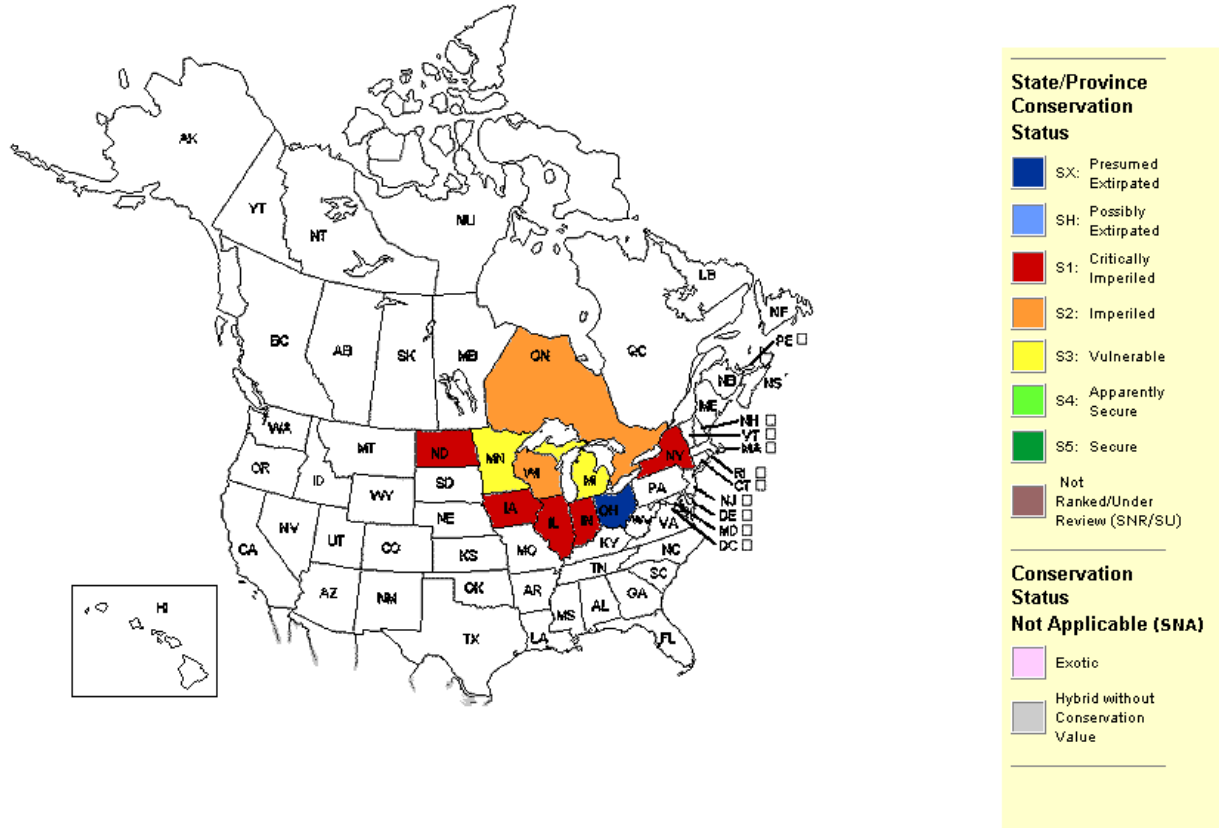 AK
YT
NT
NU
BC
AB
SK
MB
ON
QC
LB
NF
PE
NB
NS
ME
NH
VT
MA
RI
CT
NJ
DE
MD
DC
WA
OR
ID
MT
ND
MN
WI
MI
NY
PA
SD
WY
NE
IA
IL
IN
OH
WV
VA
KY
NV
UT
CO
KS
MO
CA
AZ
NM
OK
AR
TN
NC
SC
MS
AL
GA
TX
LA
FL
HI
State/Province
Conservation
Status
SX: Presumed
Extirpated
SH: Possibly
Extirpated
S1: Critically
Imperiled
S2: Imperiled
S3: Vulnerable
S4: Apparently
Secure
S5: Secure
Not
Ranked/Under
Review (SNR/SU)
Conservation
Status
Not Applicable (SNA)
Exotic
Hybrid without
Conservation
Value